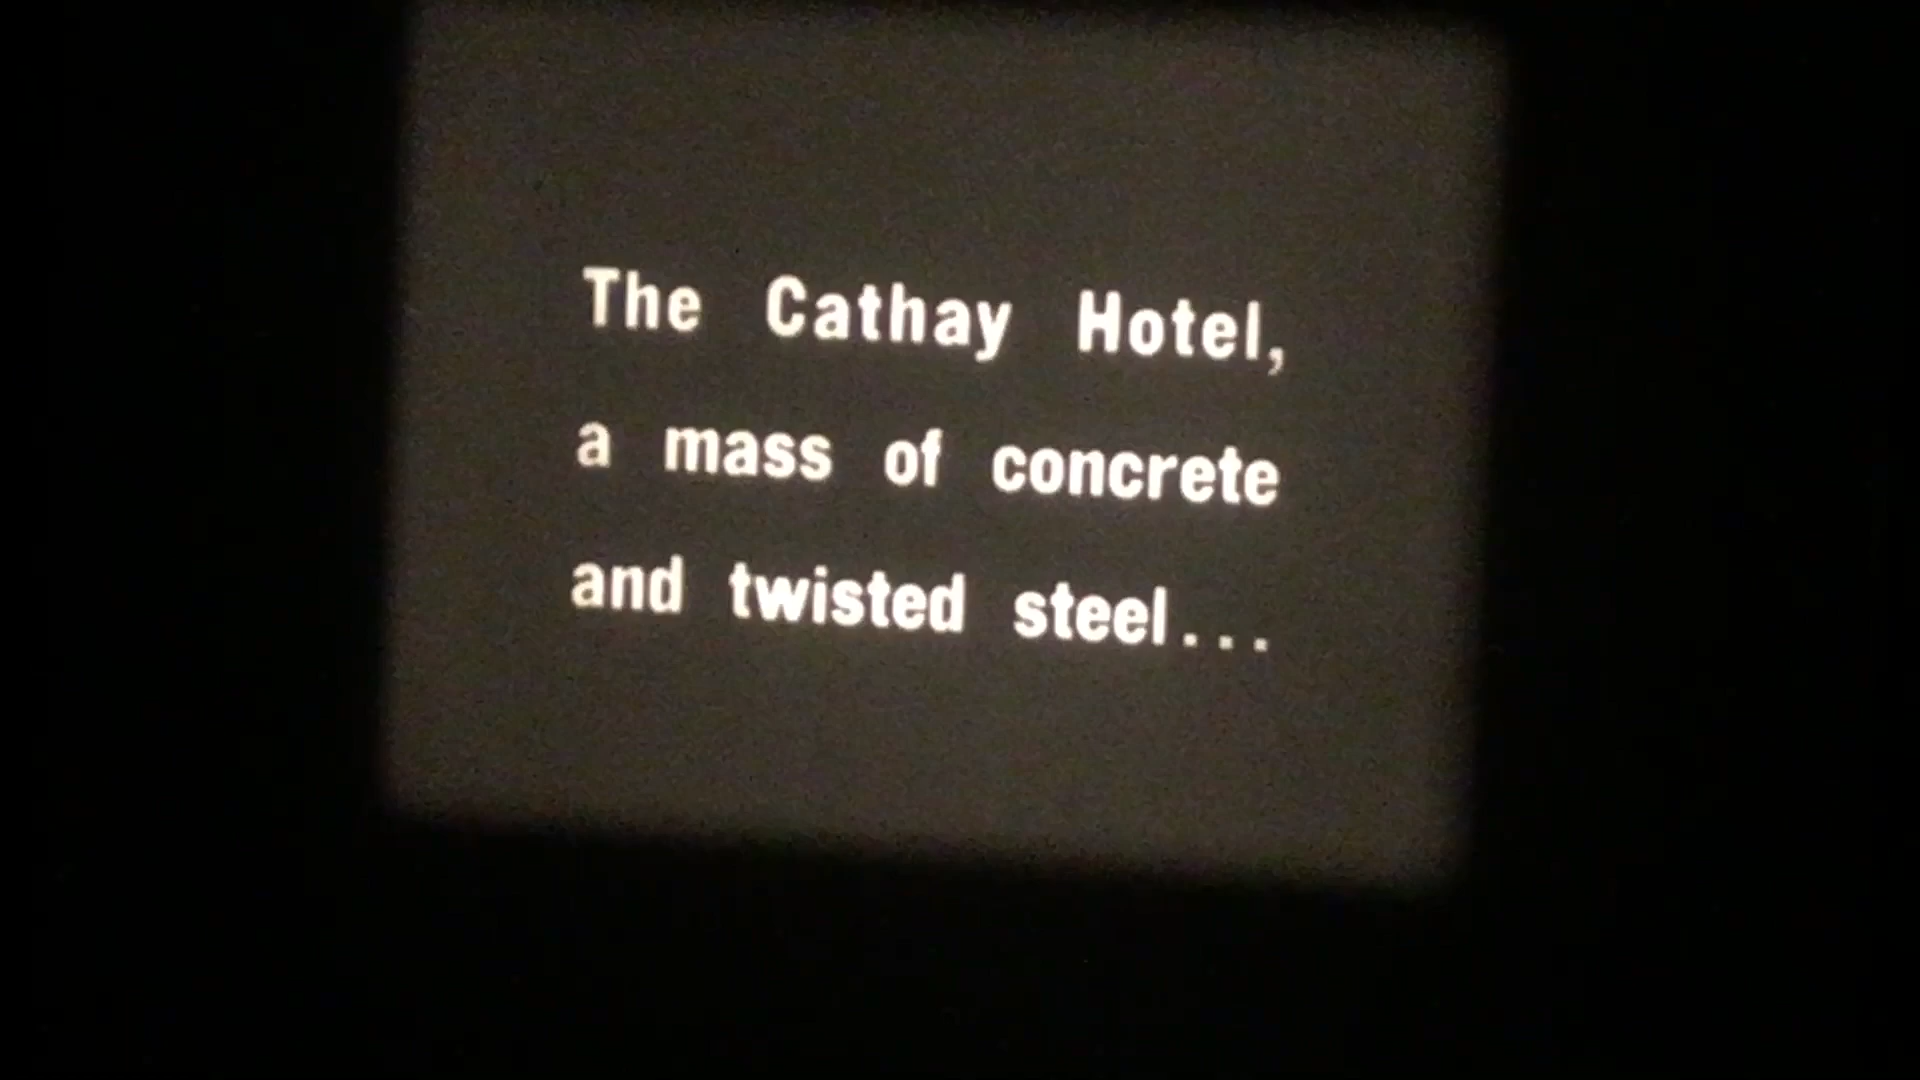 The Cathay Hotel,
a mass of concrete
and twisted steel...